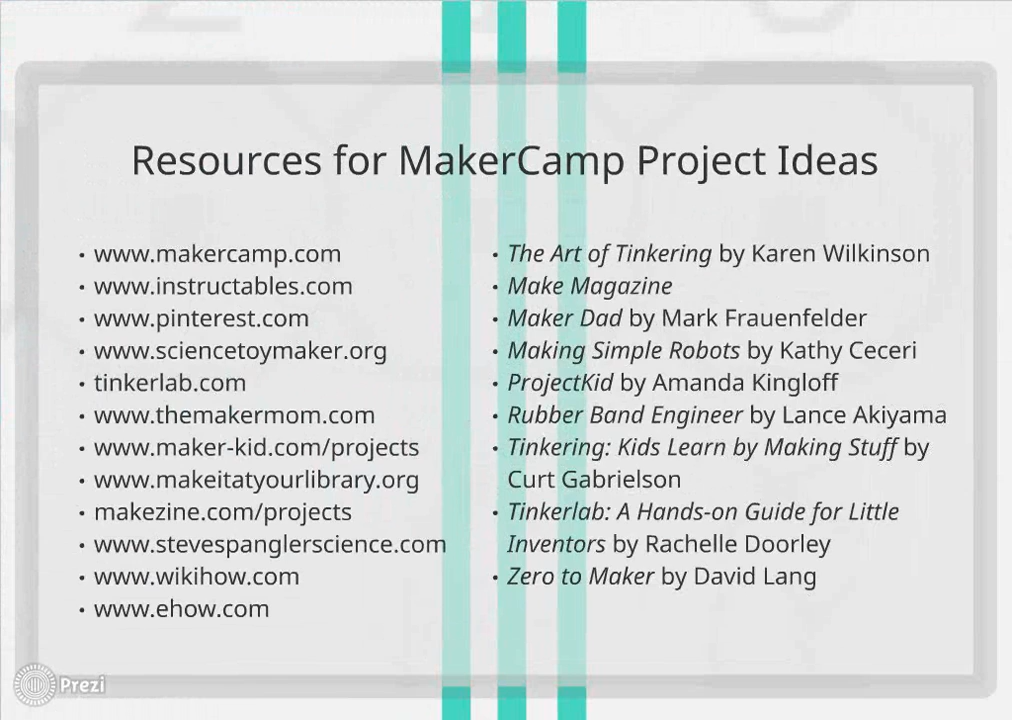 Resources for MakerCamp Project Ideas
• www.makercamp.com
• www.instructables.com
• www.pinterest.com
• www.sciencetoymaker.org
• tinkerlab.com
• www.themakermom.com
• www.maker-kid.com/projects
• www.makeitatyourlibrary.org
• makezine.com/projects
• www.stevespanglerscience.com
• www.wikihow.com
• www.ehow.com
• The Art of Tinkering by Karen Wilkinson
• Make Magazine
• Maker Dad by Mark Frauenfelder
• Making Simple Robots by Kathy Ceceri
• ProjectKid by Amanda Kingloff
• Rubber Band Engineer by Lance Akiyama
• Tinkering: Kids Learn by Making Stuff by
Curt Gabrielson
• Tinkerlab: A Hands-on Guide for Little
Inventors by Rachelle Doorley
• Zero to Maker by David Lang
Prezi